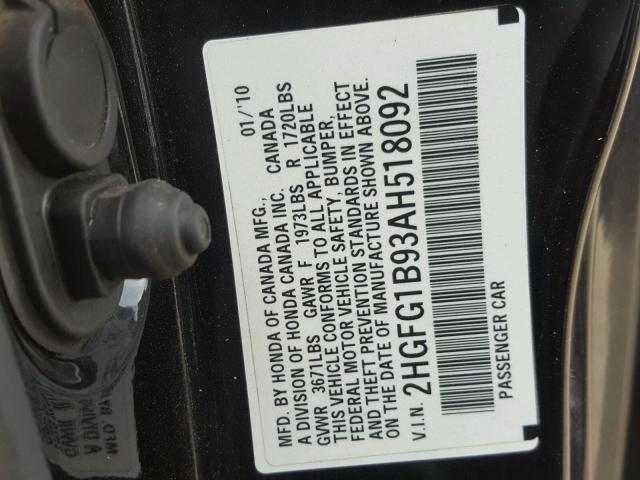 MFD. BY HONDA OF CANADA MFG., 01/'10
A DIVISION OF HONDA CANADA INC. CANADA
GVWR 3671LBS GAWR F 1973LBS R 1720LBS
THIS VEHICLE CONFORMS TO ALL APPLICABLE
FEDERAL MOTOR VEHICLE SAFETY, BUMPER,
AND THEFT PREVENTION STANDARDS IN EFFECT
ON THE DATE OF MANUFACTURE SHOWN ABOVE.
V.I.N. 2HGFG1B93AH518092
PASSENGER CAR